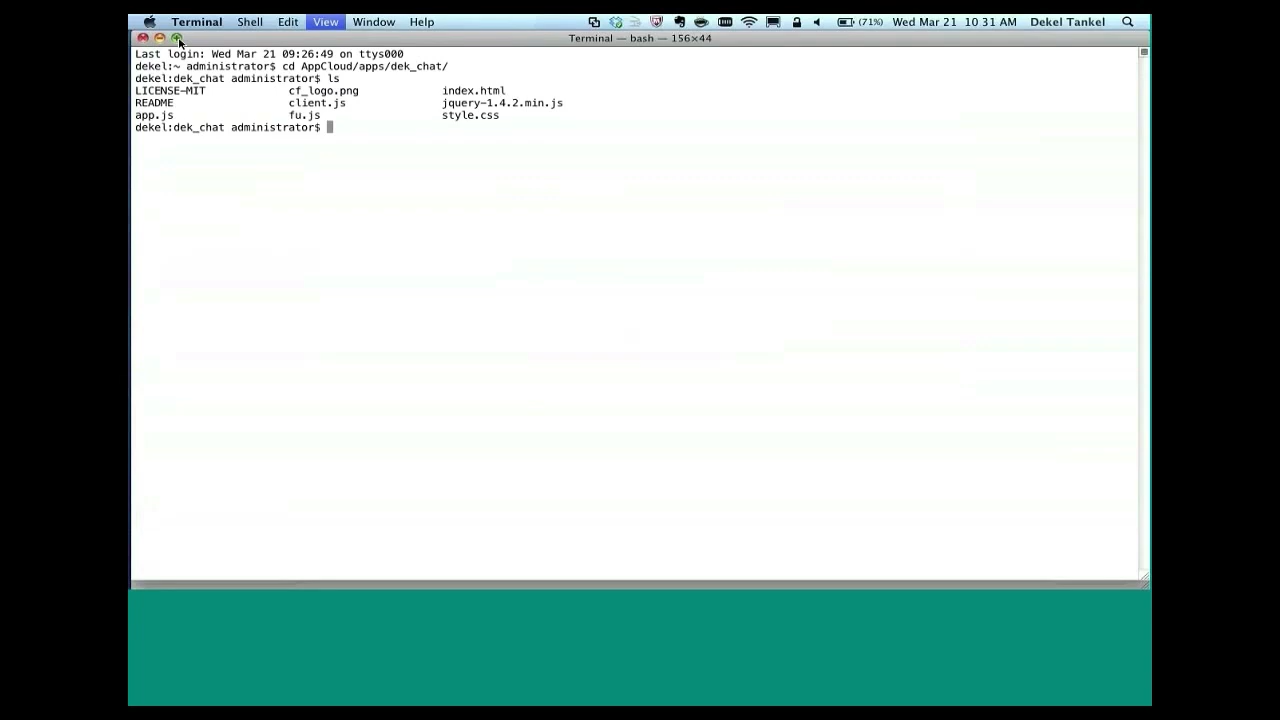 Terminal Shell Edit View Window Help (71%) Wed Mar 21 10:31 AM Dekel Tankel
Terminal — bash — 156×44
Last login: Wed Mar 21 09:26:49 on ttys000
dekel:~ administrator$ cd AppCloud/apps/dek_chat/
dekel:dek_chat administrator$ ls
LICENSE-MIT cf_logo.png index.html
README client.js jquery-1.4.2.min.js
app.js fu.js style.css
dekel:dek_chat administrator$